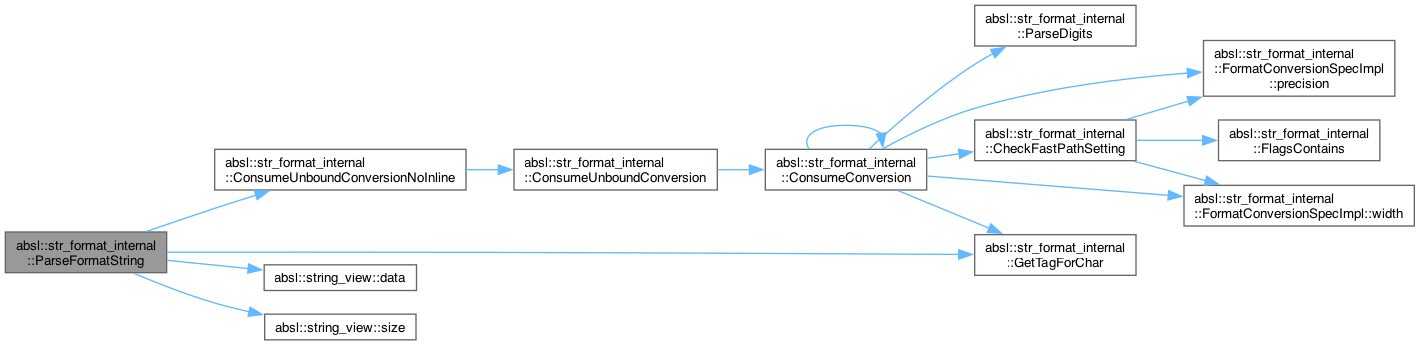 absl::str_format_internal
::ParseFormatString
absl::str_format_internal
::ConsumeUnboundConversionNoInline
absl::string_view::data
absl::string_view::size
absl::str_format_internal
::ConsumeUnboundConversion
absl::str_format_internal
::ConsumeConversion
absl::str_format_internal
::ParseDigits
absl::str_format_internal
::CheckFastPathSetting
absl::str_format_internal
::GetTagForChar
absl::str_format_internal
::FormatConversionSpecImpl
::precision
absl::str_format_internal
::FlagsContains
absl::str_format_internal
::FormatConversionSpecImpl::width